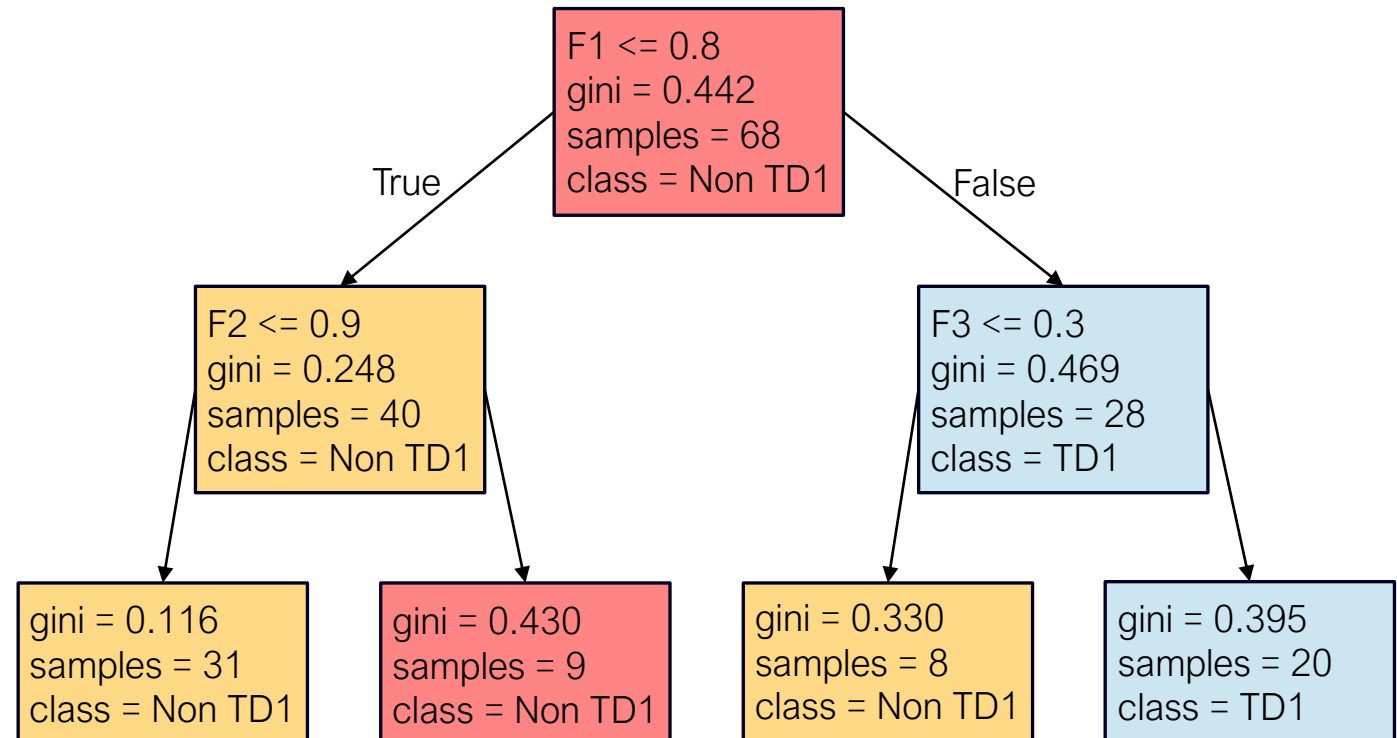 F1 <= 0.8
gini = 0.442
samples = 68
class = Non TD1
True
False
F2 <= 0.9
gini = 0.248
samples = 40
class = Non TD1
F3 <= 0.3
gini = 0.469
samples = 28
class = TD1
gini = 0.116
samples = 31
class = Non TD1
gini = 0.430
samples = 9
class = Non TD1
gini = 0.330
samples = 8
class = Non TD1
gini = 0.395
samples = 20
class = TD1